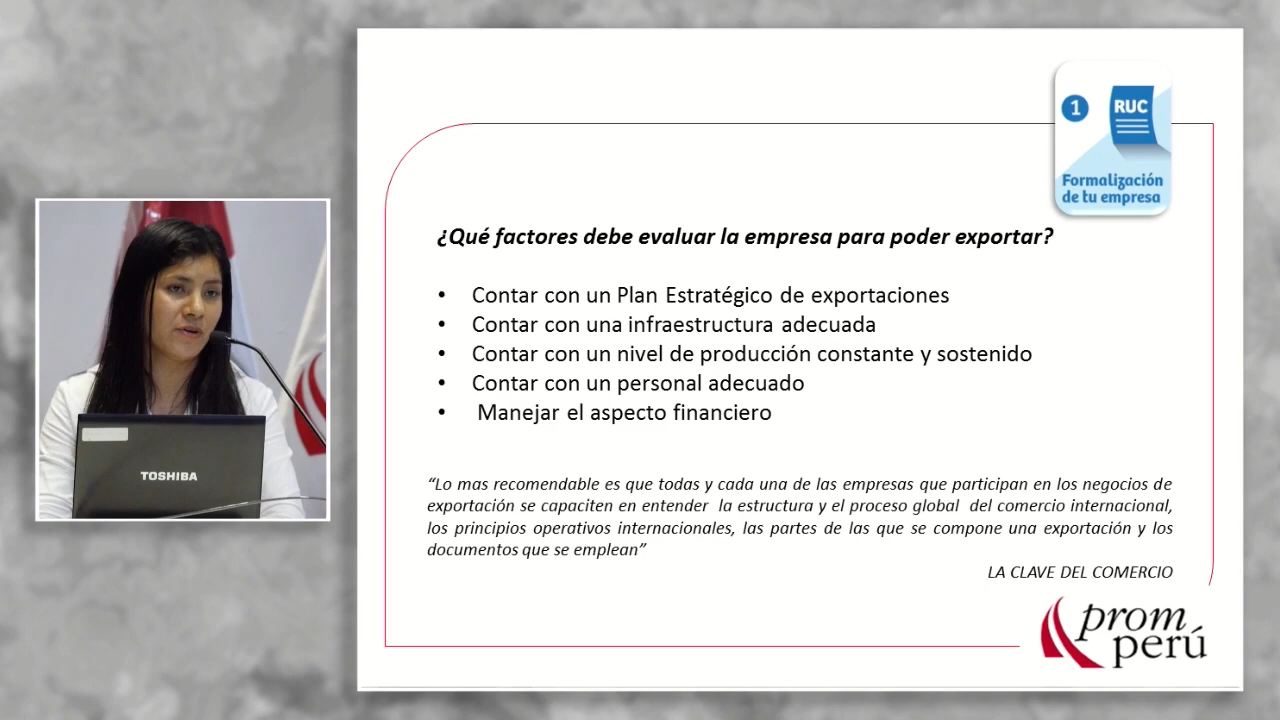 1
RUC
Formalización
de tu empresa
¿Qué factores debe evaluar la empresa para poder exportar?
• Contar con un Plan Estratégico de exportaciones
• Contar con una infraestructura adecuada
• Contar con un nivel de producción constante y sostenido
• Contar con un personal adecuado
• Manejar el aspecto financiero
“Lo mas recomendable es que todas y cada una de las empresas que participan en los negocios de
exportación se capaciten en entender la estructura y el proceso global del comercio internacional,
los principios operativos internacionales, las partes de las que se compone una exportación y los
documentos que se emplean”
LA CLAVE DEL COMERCIO
prom
perú
TOSHIBA